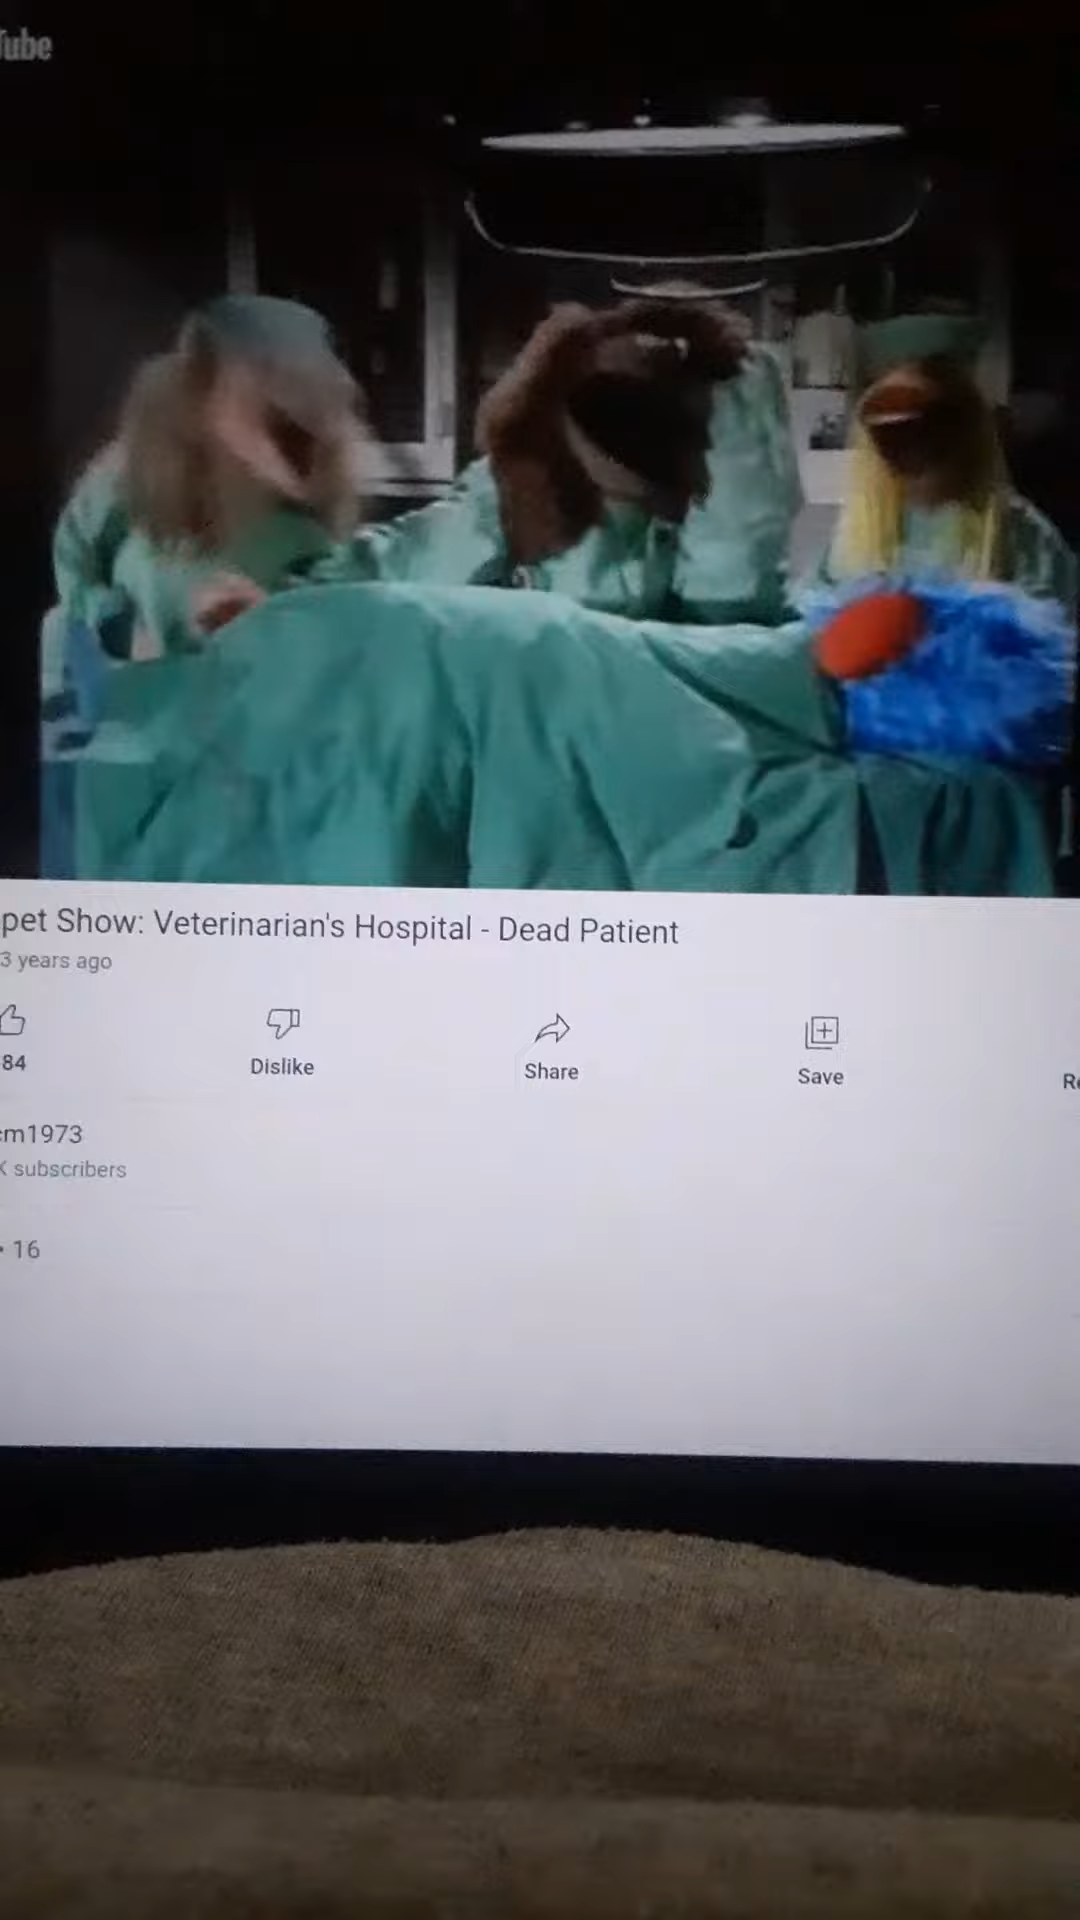 Tube
pet Show: Veterinarian's Hospital - Dead Patient
3 years ago
84
Dislike
Share
Save
Re
m1973
K subscribers
• 16